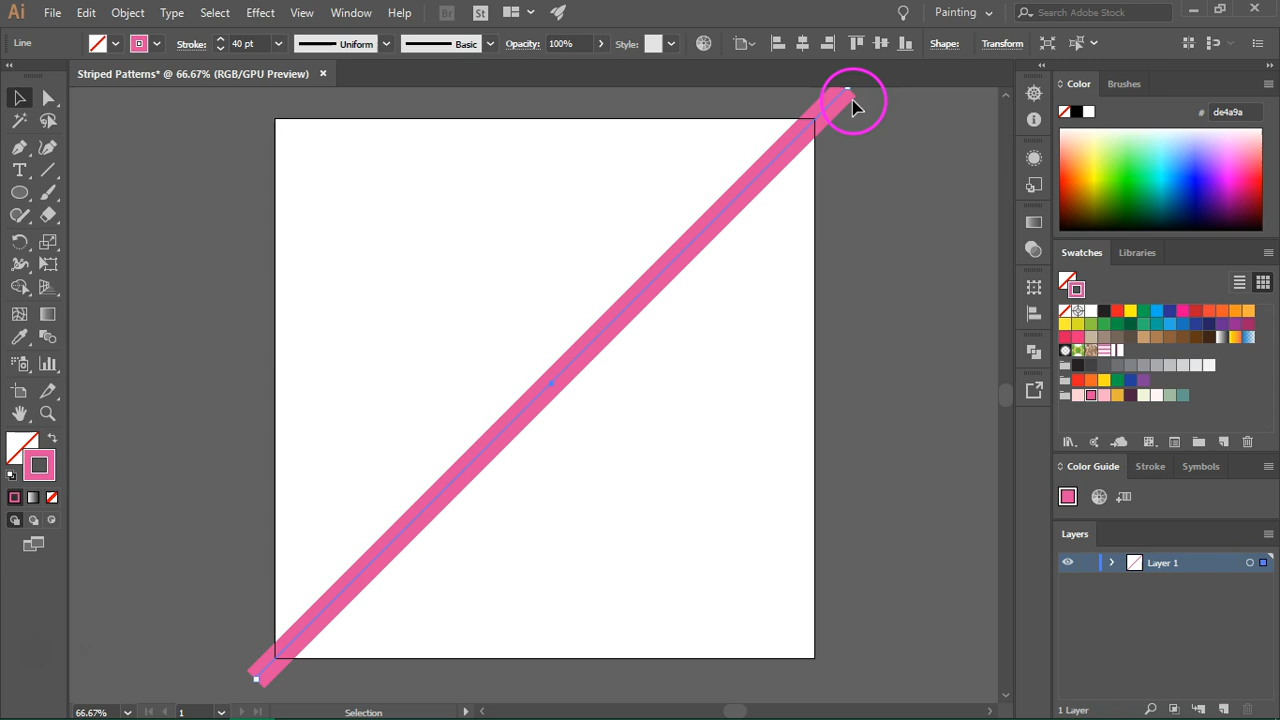 Ai File Edit Object Type Select Effect View Window Help Br St Painting Search Adobe Stock
Line Stroke: 40 pt Uniform Basic Opacity: 100% Style: Shape: Transform
Striped Patterns* @ 66.67% (RGB/GPU Preview) ×
Color Brushes
# de4a9a
Swatches Libraries
T
Color Guide Stroke Symbols
Layers
Layer 1
66.67% 1 Selection 1 Layer